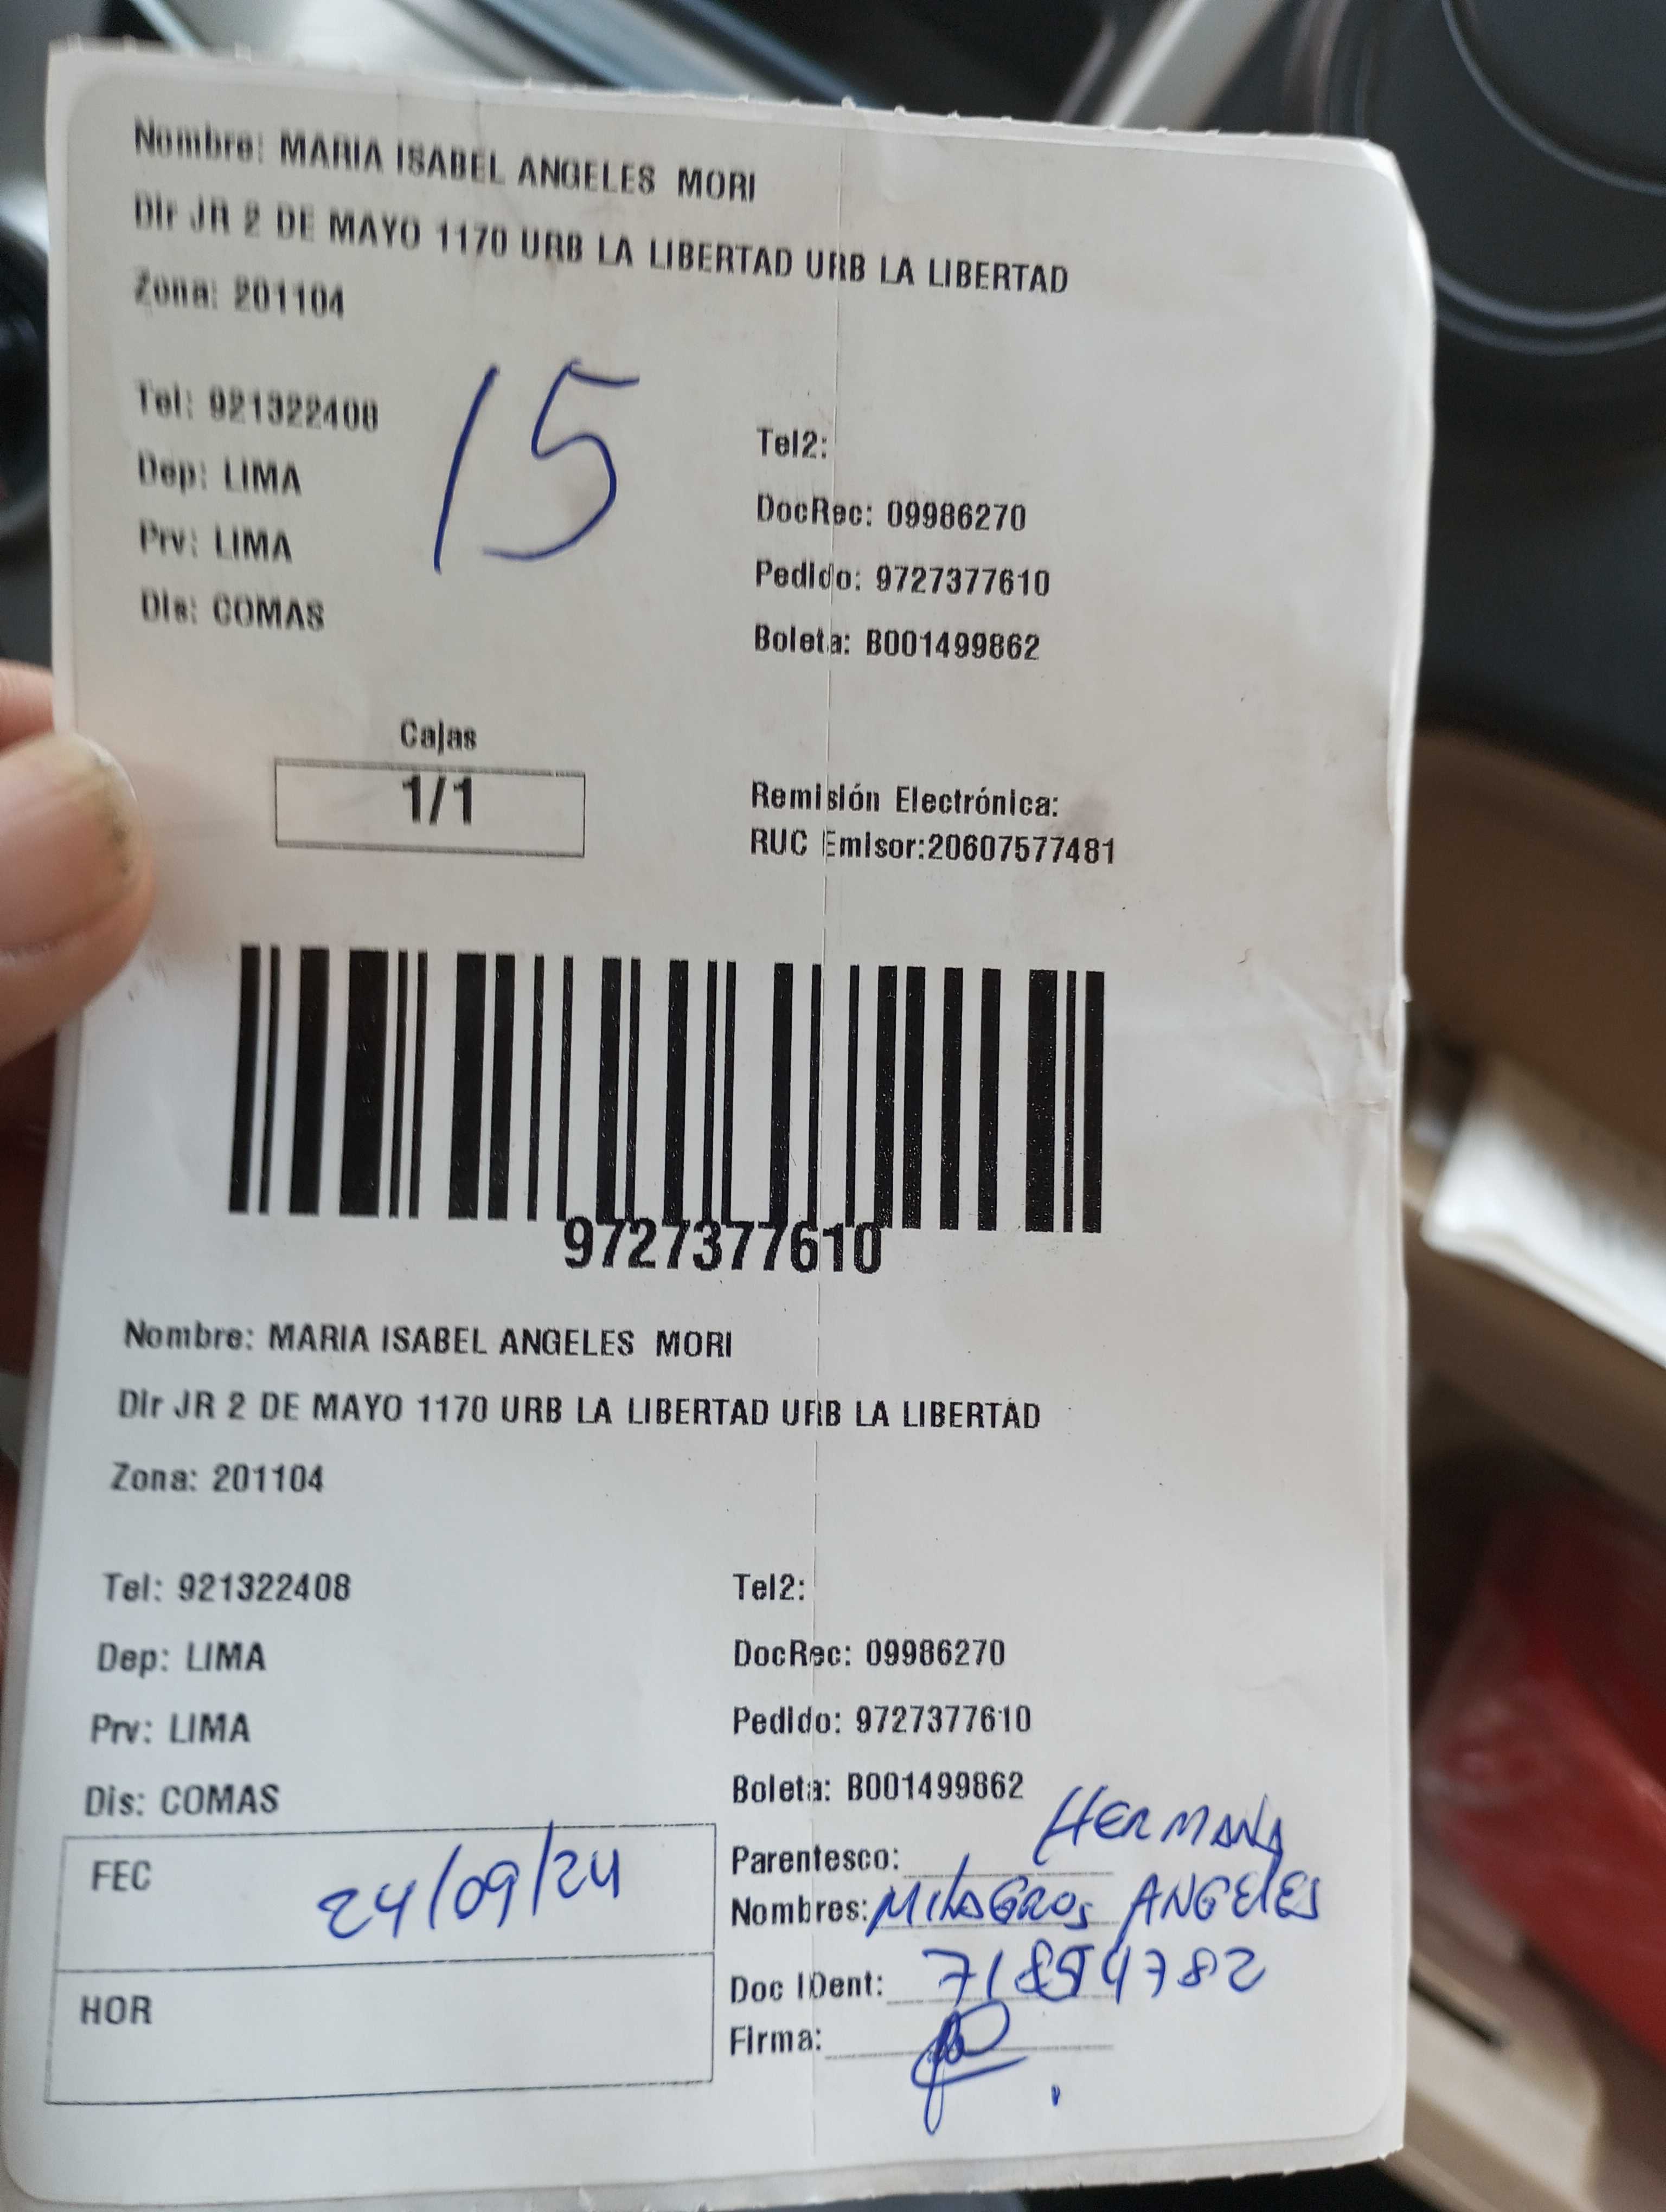 Nombre: MARIA ISABEL ANGELES MORI
Dir JR 2 DE MAYO 1170 URB LA LIBERTAD URB LA LIBERTAD
Zona: 201104
15
Tel: 921322408
Tel2:
Dep: LIMA
DocRec: 09986270
Prv: LIMA
Pedido: 9727377610
Dis: COMAS
Boleta: B001499862
Cajas
1/1
Remisión Electrónica:
RUC Emisor:20607577481
9727377610
Nombre: MARIA ISABEL ANGELES MORI
Dir JR 2 DE MAYO 1170 URB LA LIBERTAD URB LA LIBERTAD
Zona: 201104
Tel: 921322408
Tel2:
Dep: LIMA
DocRec: 09986270
Prv: LIMA
Pedido: 9727377610
Dis: COMAS
Boleta: B001499862
FEC 24/09/24
HOR
Parentesco: HERMANA
Nombres: MILAGROS ANGELES
Doc IDent:
Firma: